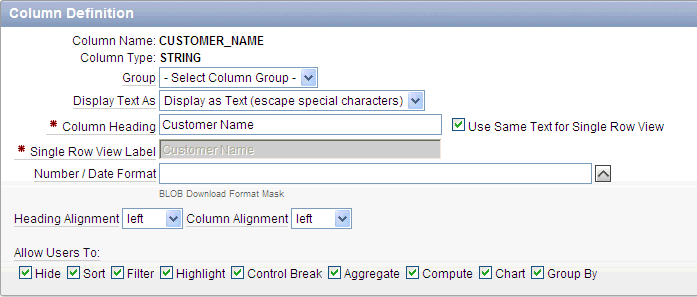 Column Definition
Column Name: CUSTOMER_NAME
Column Type: STRING
Group - Select Column Group -
Display Text As Display as Text (escape special characters)
* Column Heading Customer Name Use Same Text for Single Row View
* Single Row View Label Customer Name
Number / Date Format
BLOB Download Format Mask
Heading Alignment left Column Alignment left
Allow Users To:
Hide Sort Filter Highlight Control Break Aggregate Compute Chart Group By